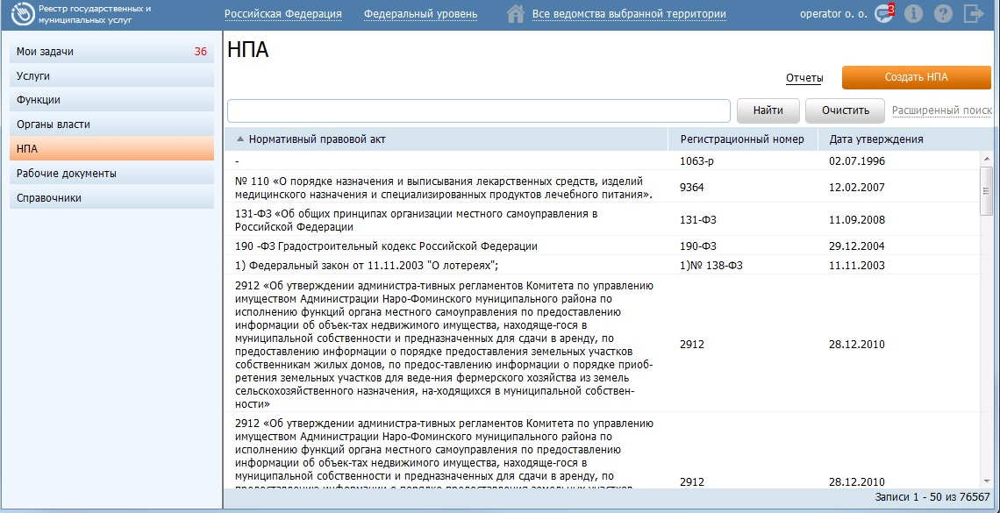 Реестр государственных и
муниципальных услуг
Российская Федерация
Федеральный уровень
Все ведомства выбранной территории
operator o. o.
3
Мои задачи 36
Услуги
Функции
Органы власти
НПА
Рабочие документы
Справочники
НПА
Отчеты
Создать НПА
Найти
Очистить
Расширенный поиск
Нормативный правовой акт
Регистрационный номер
Дата утверждения
-
1063-р
02.07.1996
№ 110 «О порядке назначения и выписывания лекарственных средств, изделий
медицинского назначения и специализированных продуктов лечебного питания».
9364
12.02.2007
131-ФЗ «Об общих принципах организации местного самоуправления в
Российской Федерации
131-ФЗ
11.09.2008
190 -ФЗ Градостроительный кодекс Российской Федерации
190-ФЗ
29.12.2004
1) Федеральный закон от 11.11.2003 "О лотереях";
1)№ 138-ФЗ
11.11.2003
2912 «Об утверждении администра-тивных регламентов Комитета по управлению
имуществом Администрации Наро-Фоминского муниципального района по
исполнению функций органа местного самоуправления по предоставлению
информации об объек-тах недвижимого имущества, находяще-гося в
муниципальной собственности и предназначенных для сдачи в аренду, по
предоставлению информации о порядке предоставления земельных участков
собственникам жилых домов, по предос-тавлению информации о порядке приоб-
ретения земельных участков для веде-ния фермерского хозяйства из земель
сельскохозяйственного назначения, на-ходящихся в муниципальной собствен-
ности»
2912
28.12.2010
2912 «Об утверждении администра-тивных регламентов Комитета по управлению
имуществом Администрации Наро-Фоминского муниципального района по
исполнению функций органа местного самоуправления по предоставлению
информации об объек-тах недвижимого имущества, находяще-гося в
муниципальной собственности и предназначенных для сдачи в аренду, по
предоставлению информации о порядке предоставления земельных участков
2912
28.12.2010
Записи 1 - 50 из 76567